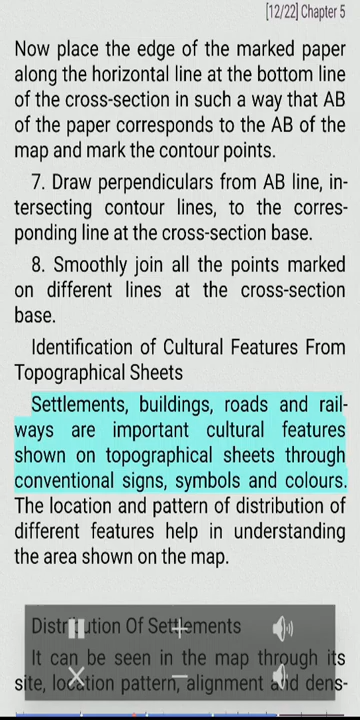 [12/22] Chapter 5
Now place the edge of the marked paper
along the horizontal line at the bottom line
of the cross-section in such a way that AB
of the paper corresponds to the AB of the
map and mark the contour points.
7. Draw perpendiculars from AB line, in-
tersecting contour lines, to the corres-
ponding line at the cross-section base.
8. Smoothly join all the points marked
on different lines at the cross-section
base.
Identification of Cultural Features From
Topographical Sheets
Settlements, buildings, roads and rail-
ways are important cultural features
shown on topographical sheets through
conventional signs, symbols and colours.
The location and pattern of distribution of
different features help in understanding
the area shown on the map.
Distribution Of Settlements
It can be seen in the map through its
site, location pattern, alignment and dens-